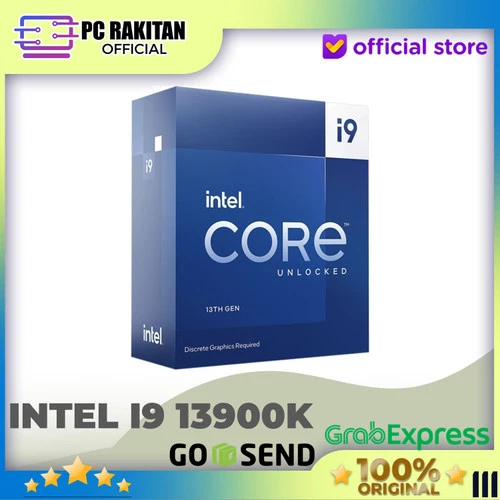 PC RAKITAN
OFFICIAL
official store
i9
i9
intel.
CORE™
UNLOCKED
13TH GEN
intel.
Discrete Graphics Required
INTEL I9 13900K
GO SEND
GrabExpress
100%
ORIGINAL